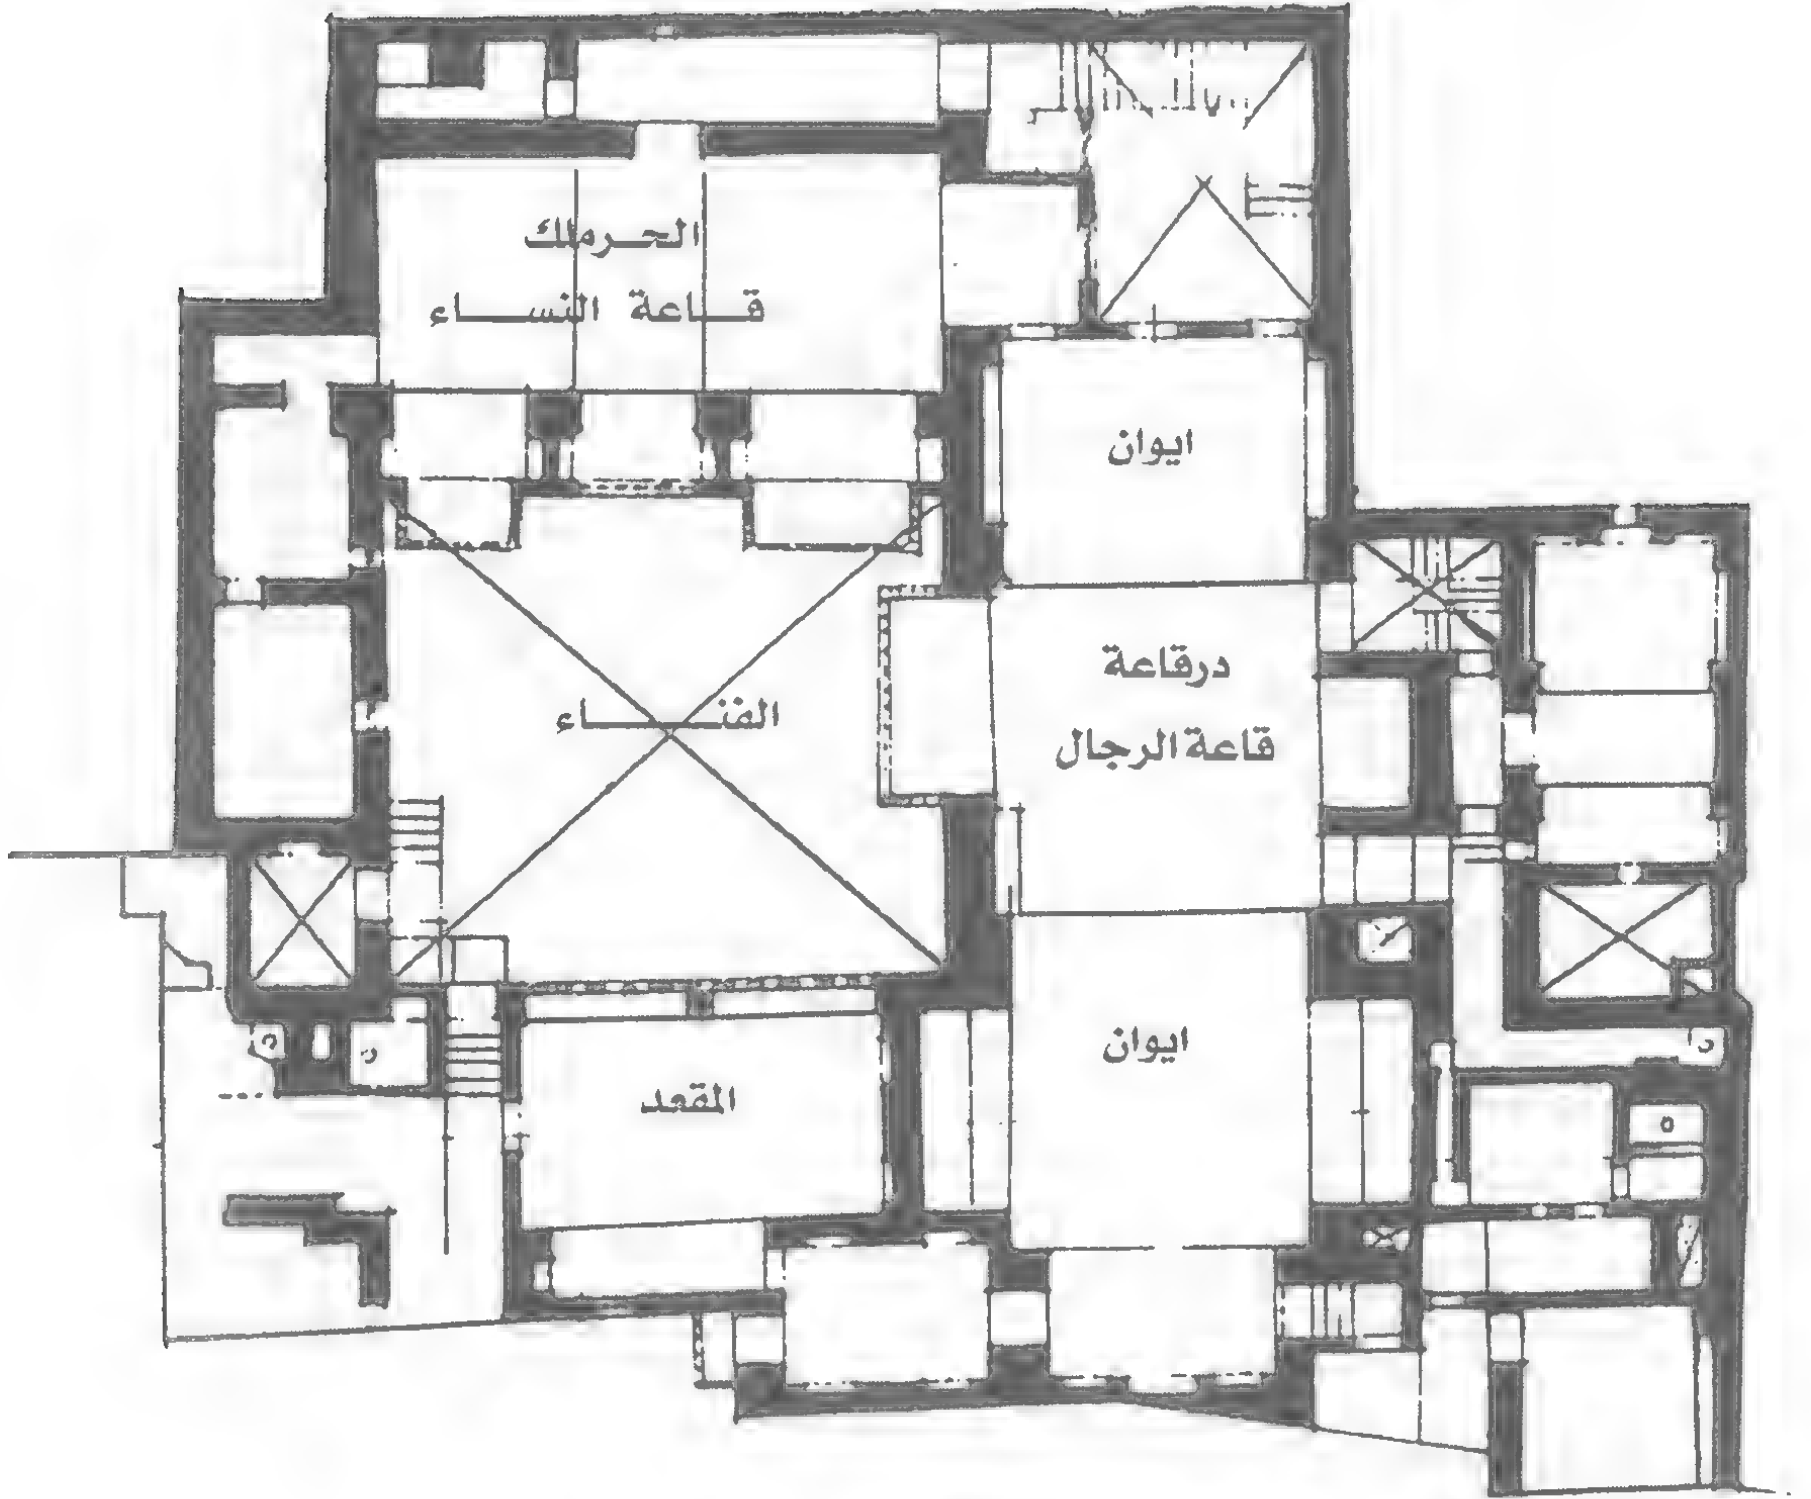 الحرملك
قاعة النساء
ايوان
درقاعة
قاعة الرجال
الفناء
ايوان
المقعد